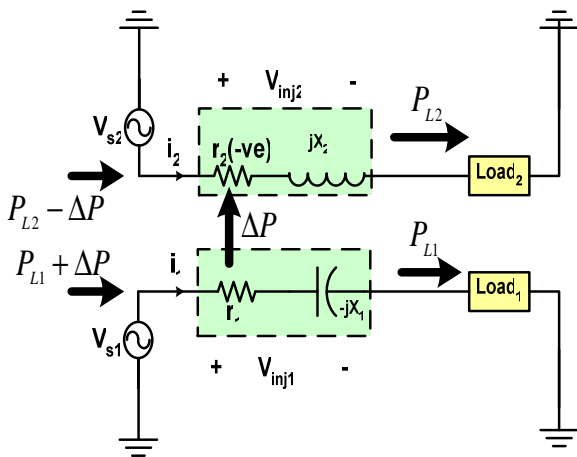 + V_inj2 -
P_L2
V_s2
i_2
r_2(-ve)
jX_2
Load_2
P_L2 − ΔP
ΔP
P_L1 + ΔP
P_L1
i_1
r_1
-jX_1
Load_1
V_s1
+ V_inj1 -